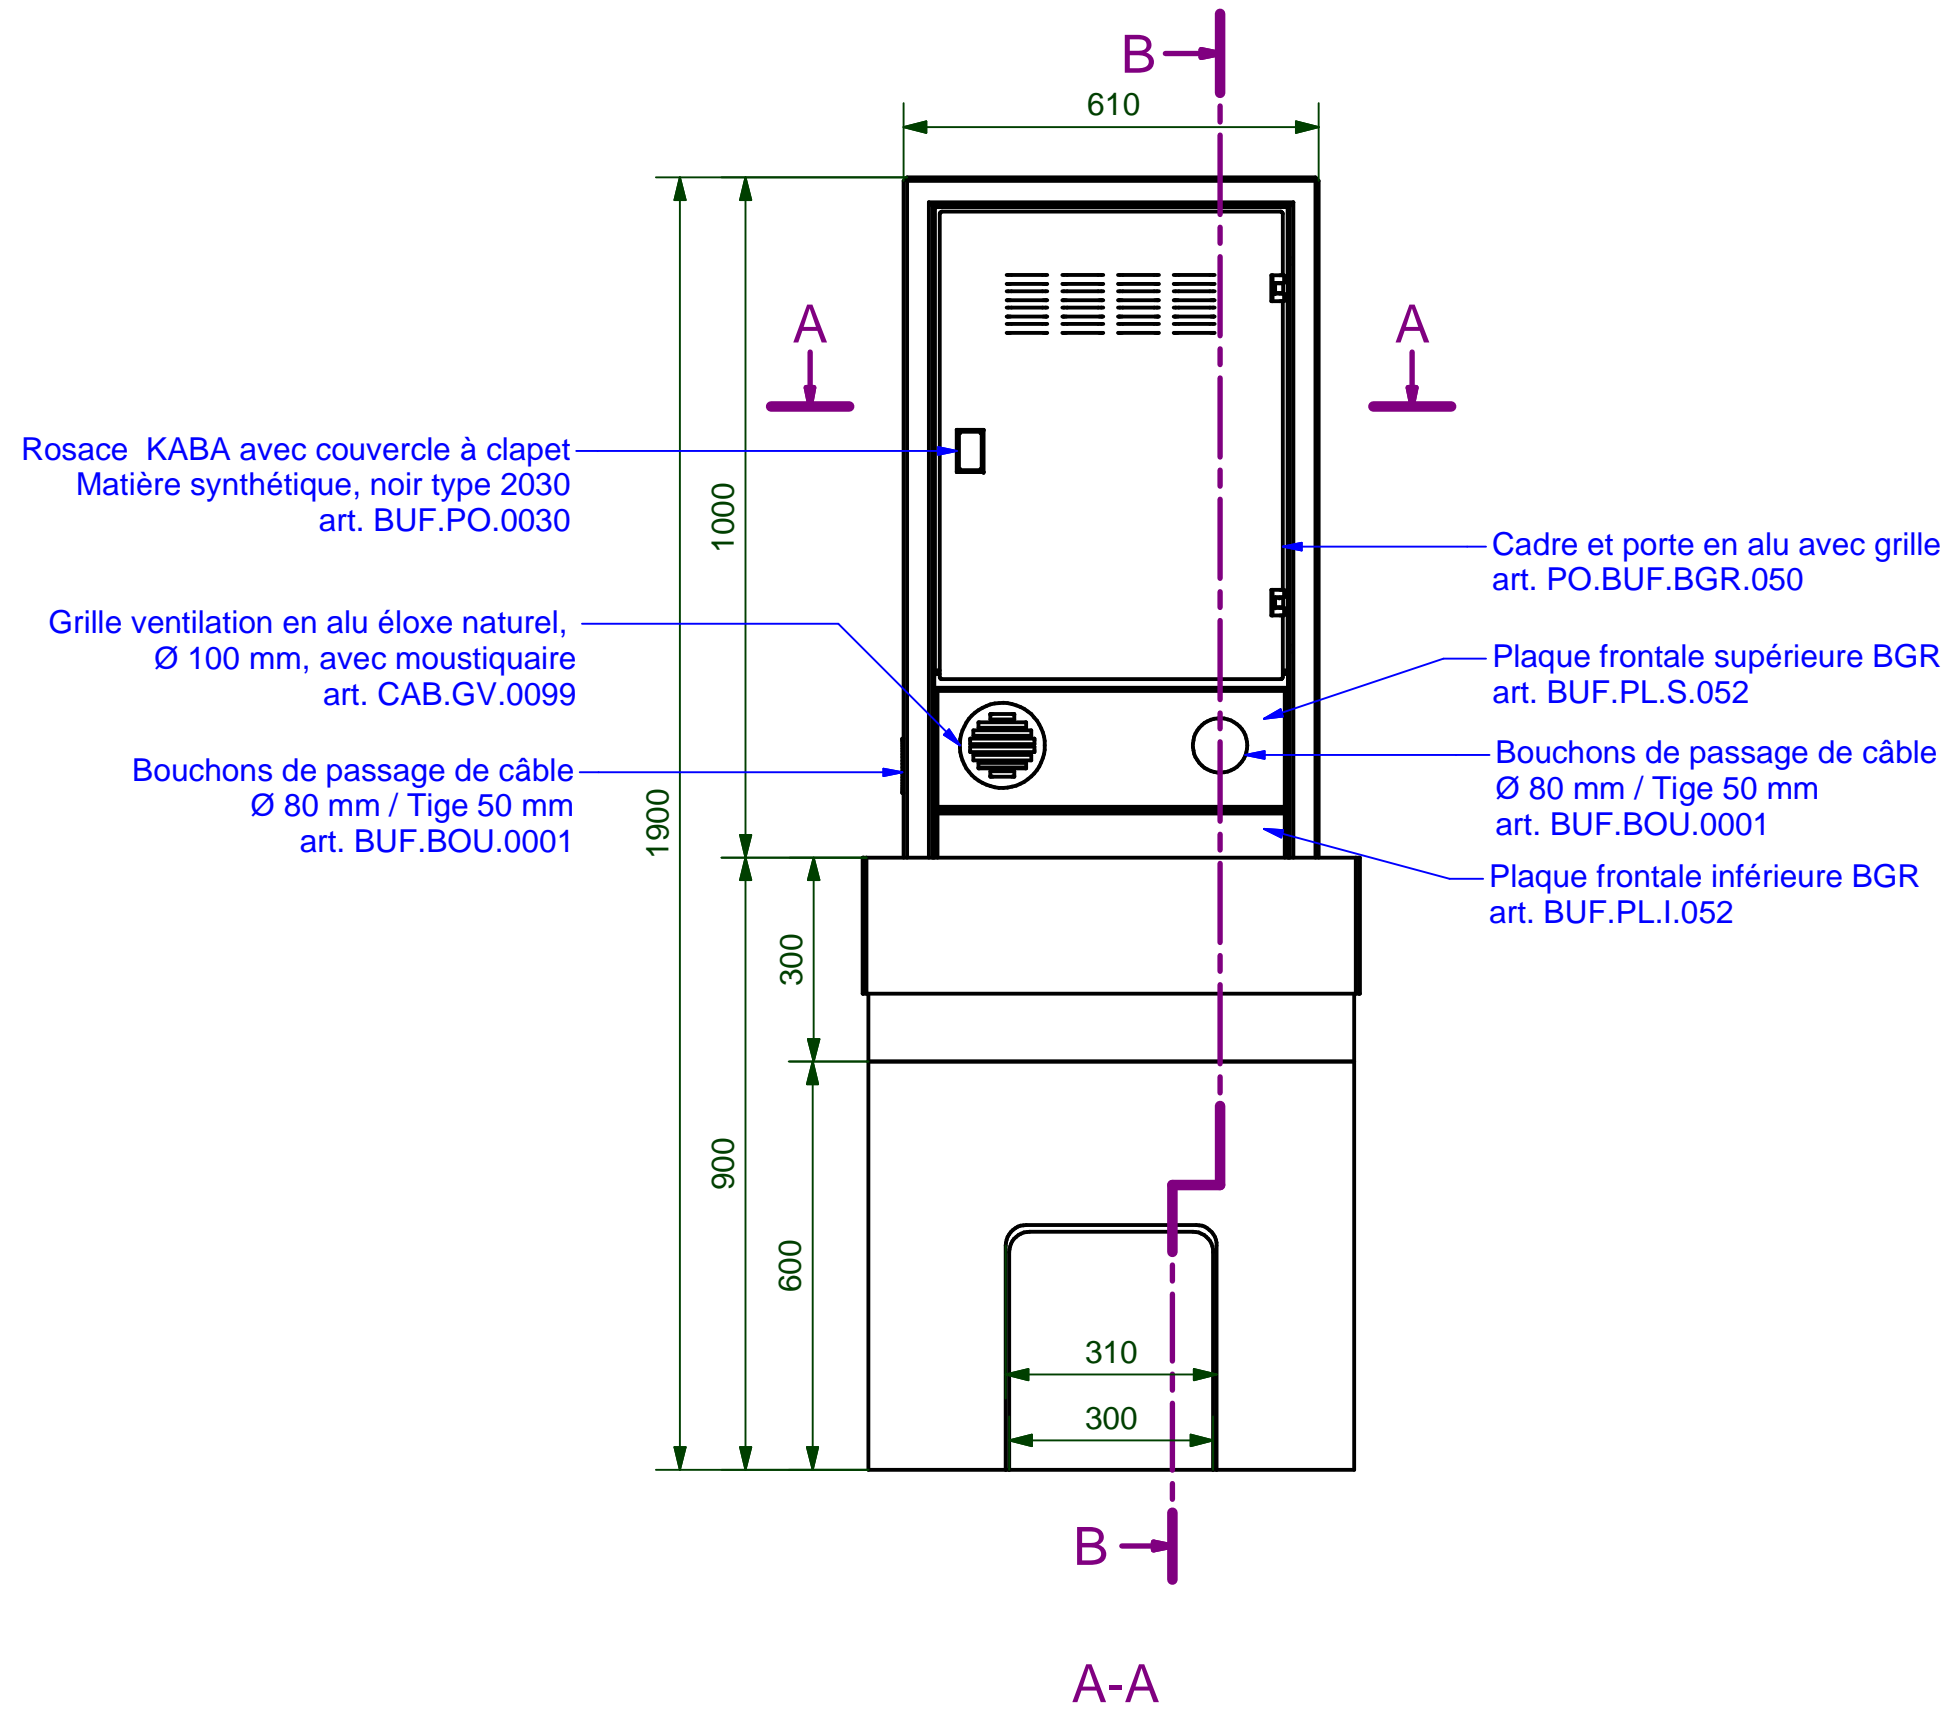 B
610
A
A
Rosace  KABA avec couvercle à clapet
Matière synthétique, noir type 2030
art. BUF.PO.0030
1000
Cadre et porte en alu avec grille
art. PO.BUF.BGR.050
Grille ventilation en alu éloxe naturel,
Ø 100 mm, avec moustiquaire
art. CAB.GV.0099
Plaque frontale supérieure BGR
art. BUF.PL.S.052
Bouchons de passage de câble
Ø 80 mm / Tige 50 mm
art. BUF.BOU.0001
1900
Bouchons de passage de câble
Ø 80 mm / Tige 50 mm
art. BUF.BOU.0001
Plaque frontale inférieure BGR
art. BUF.PL.I.052
300
900
600
310
300
B
A-A